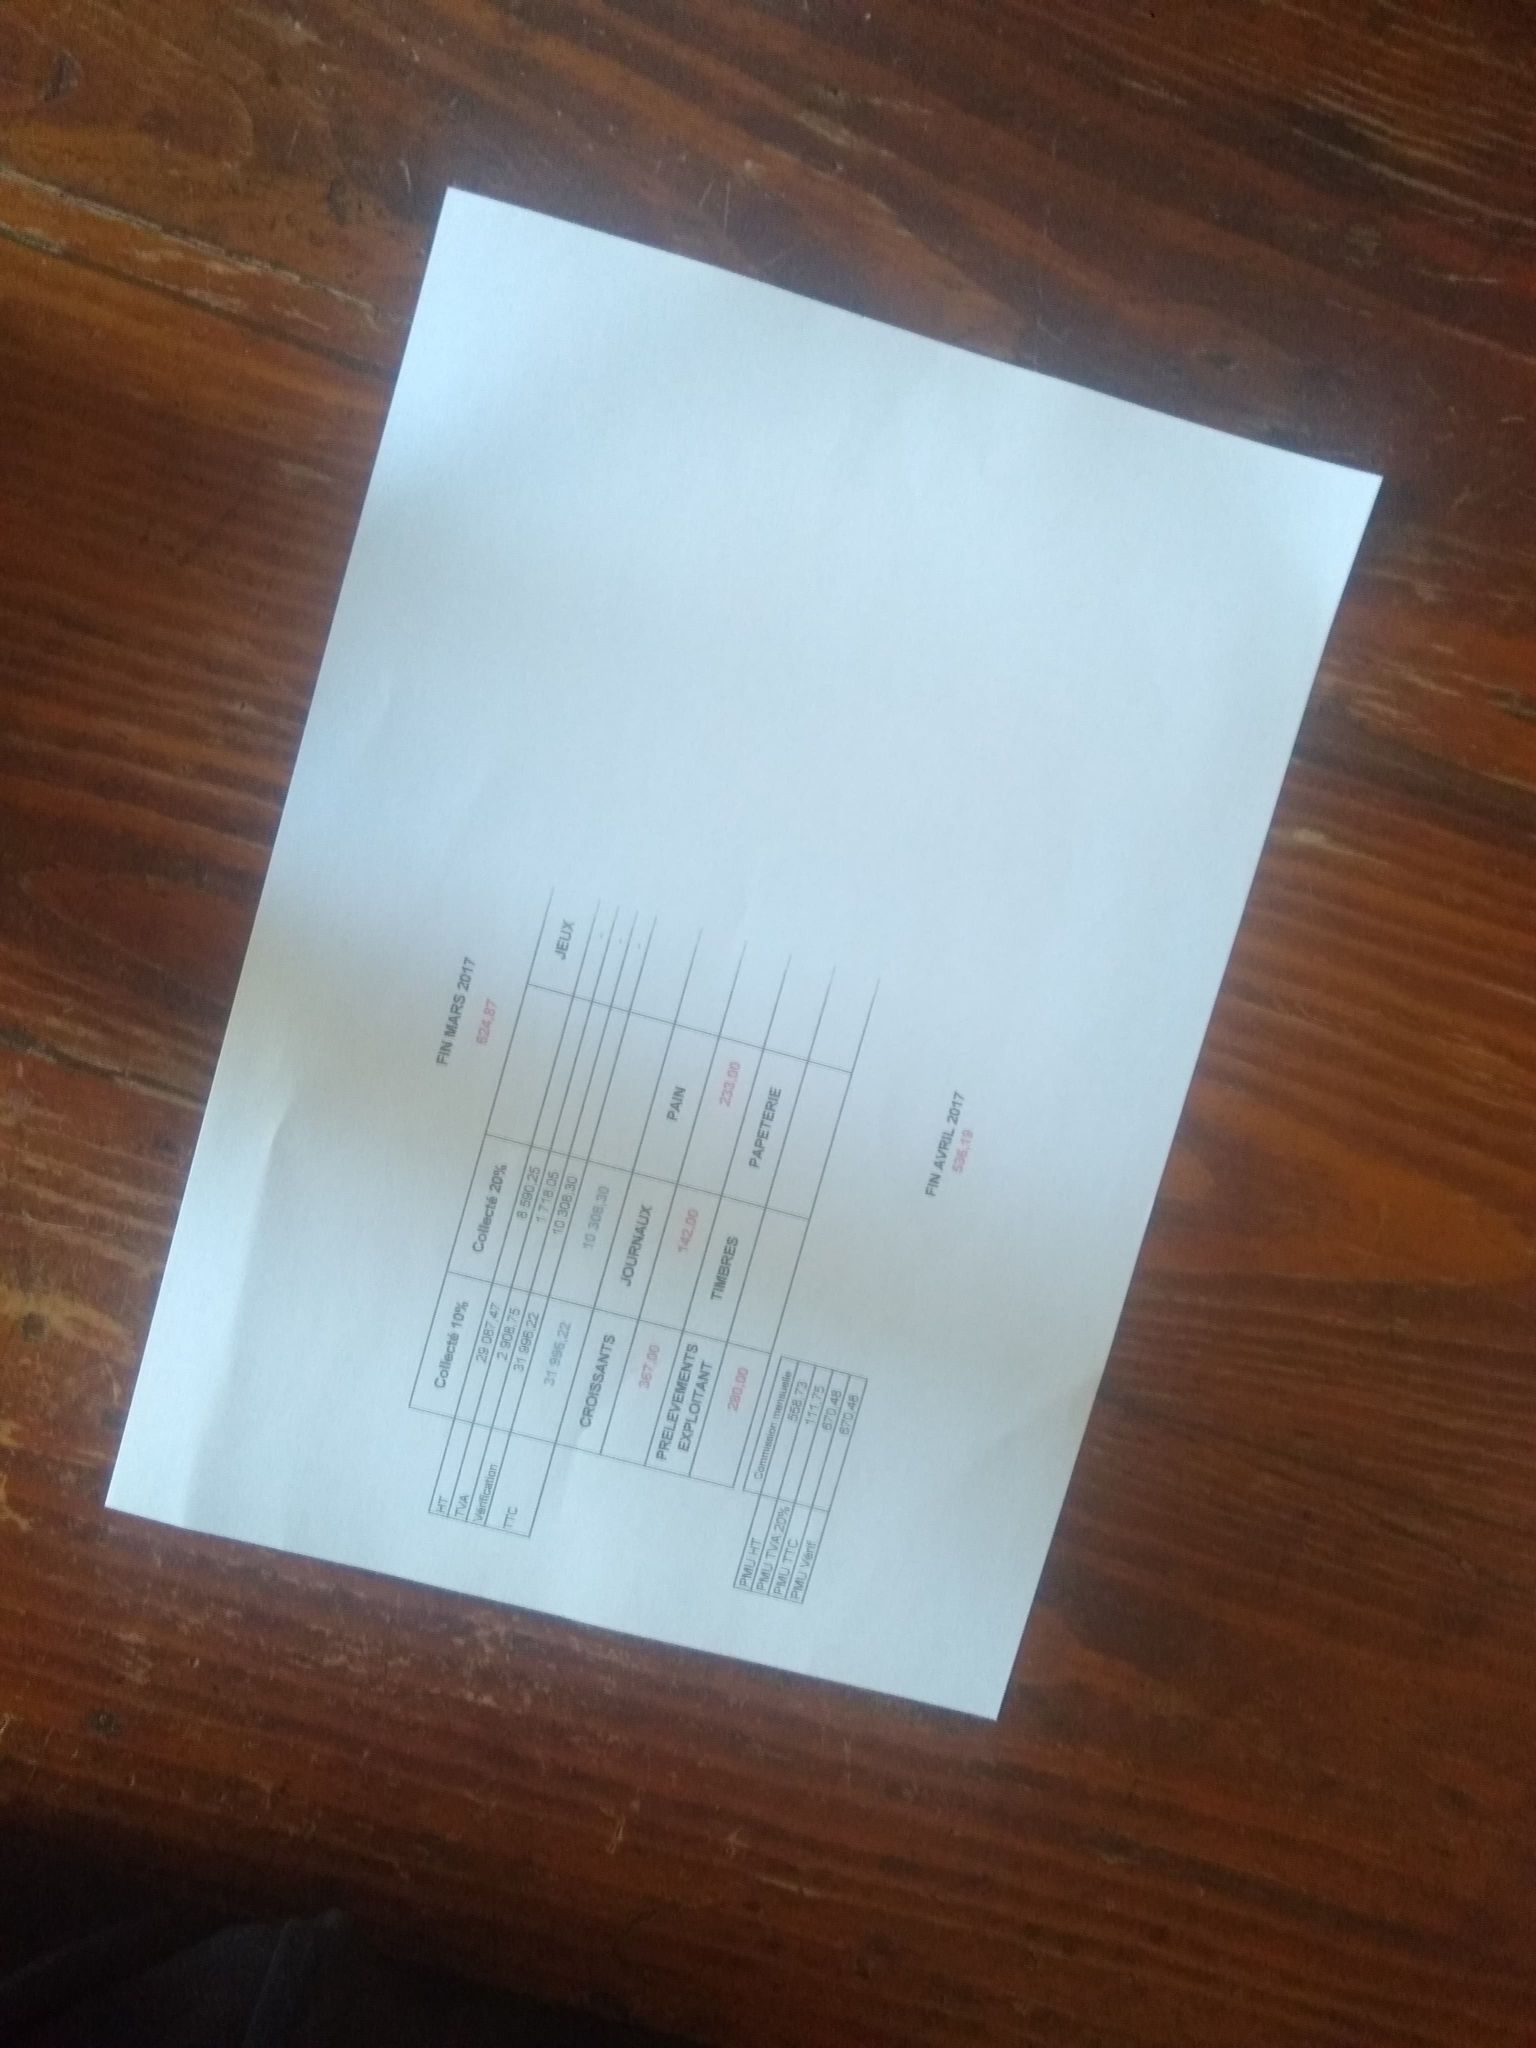 FIN MARS 2017
624,87
Collecté 10% Collecté 20% JEUX
HT 29 087,47 8 590,25 -
TVA 2 908,75 1 718,05 -
Vérification 31 996,22 10 308,30 -
TTC 31 996,22 10 308,30
CROISSANTS JOURNAUX PAIN
367,00 142,00 233,00
PRELEVEMENTS EXPLOITANT TIMBRES PAPETERIE
280,00
Commission mensuelle
PMU HT 558,73
PMU TVA 20% 111,75
PMU TTC 670,48
PMU Vérif. 670,48
FIN AVRIL 2017